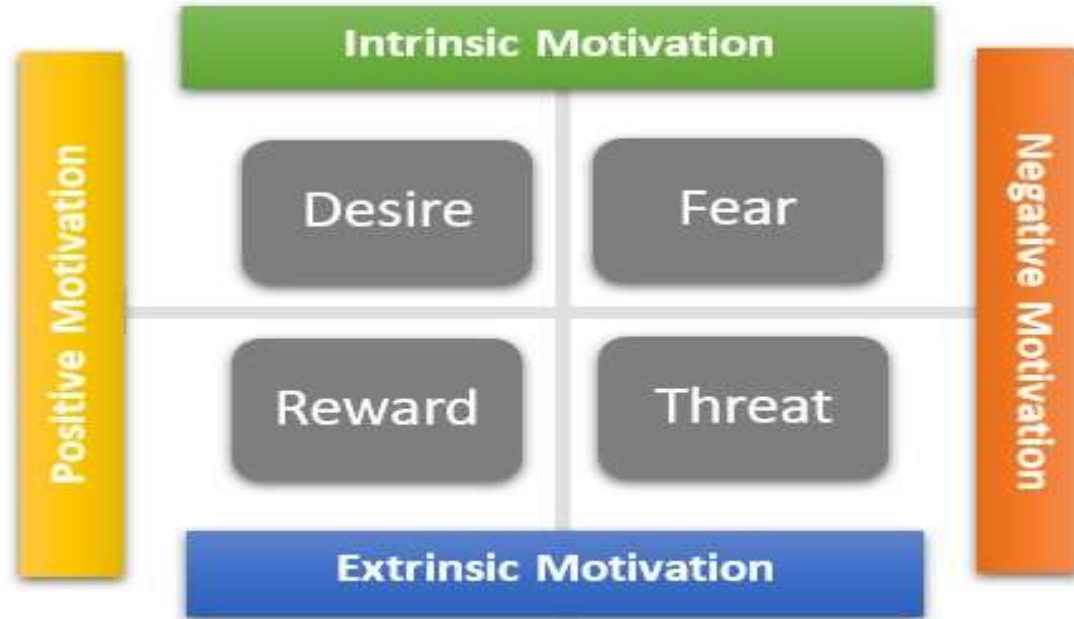 Intrinsic Motivation
Positive Motivation
Desire
Fear
Negative Motivation
Reward
Threat
Extrinsic Motivation